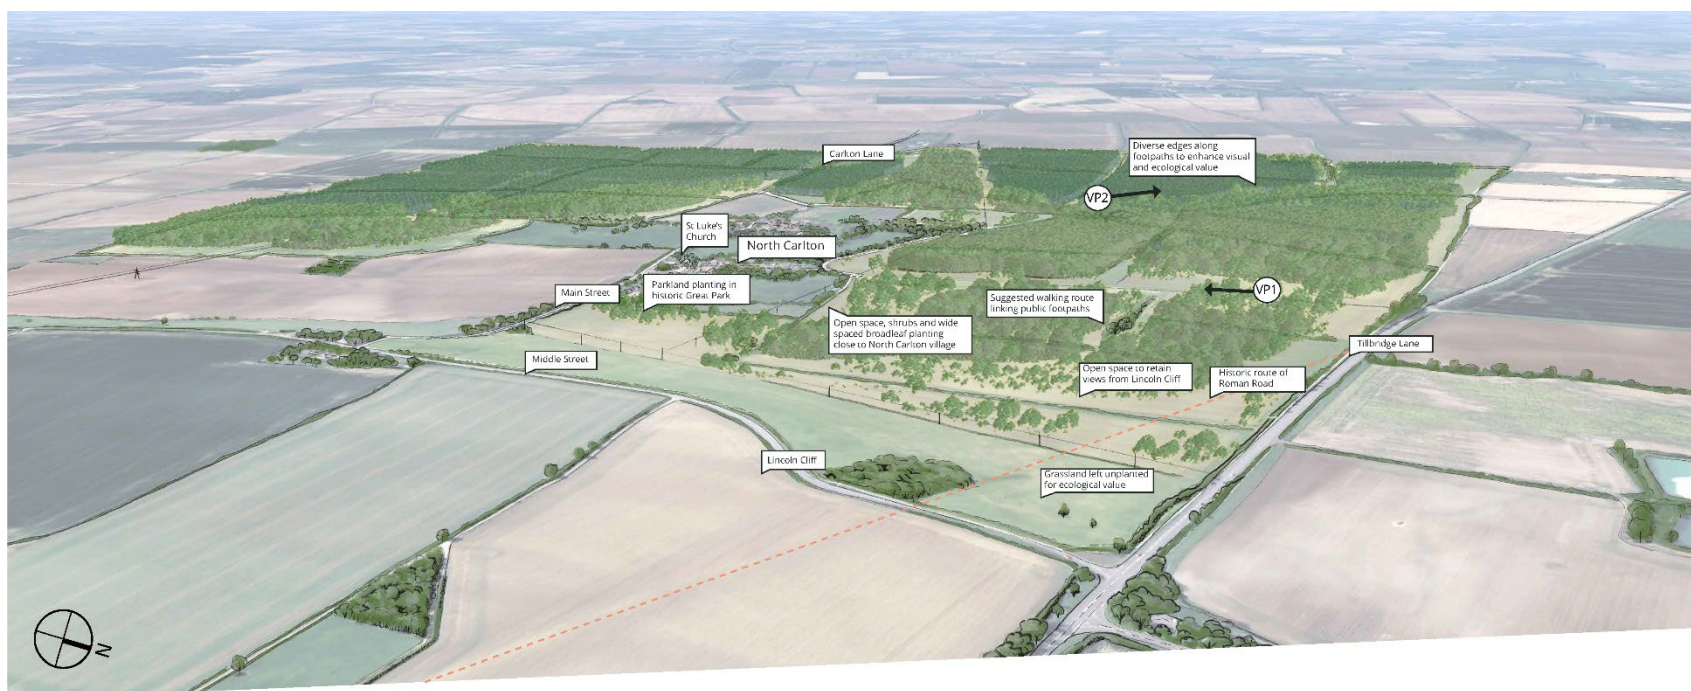 Carlton Lane
Diverse edges along
footpaths to enhance visual
and ecological value
VP2
St Luke's
Church
North Carlton
Parkland planting in
historic Great Park
Main Street
Suggested walking route
linking public footpaths
VP1
Open space, shrubs and wide
spaced broadleaf planting
close to North Carlton village
Tillbridge Lane
Middle Street
Open space to retain
views from Lincoln Cliff
Historic route of
Roman Road
Lincoln Cliff
Grassland left unplanted
for ecological value
N